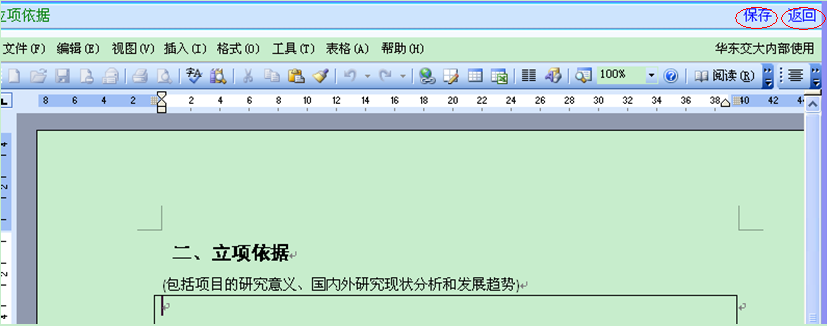 立项依据 保存 返回
文件(F) 编辑(E) 视图(V) 插入(I) 格式(O) 工具(T) 表格(A) 帮助(H) 华东交大内部使用
100% 阅读(R)
8 6 4 2 2 4 6 8 10 12 14 16 18 20 22 24 26 28 30 32 34 36 38 40 42
4
2
二、立项依据
(包括项目的研究意义、国内外研究现状分析和发展趋势)
2
4